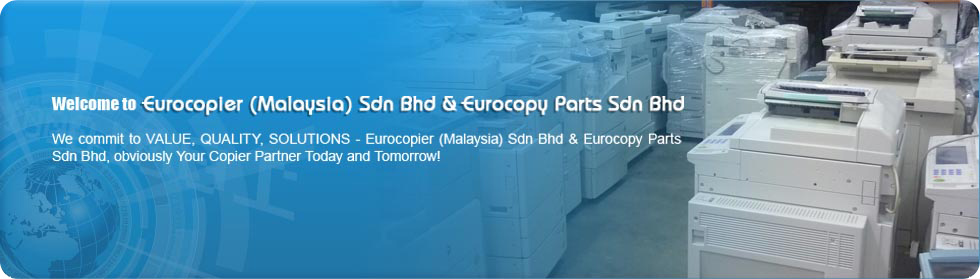 Welcome to Eurocopier (Malaysia) Sdn Bhd & Eurocopy Parts Sdn Bhd
We commit to VALUE, QUALITY, SOLUTIONS - Eurocopier (Malaysia) Sdn Bhd & Eurocopy Parts
Sdn Bhd, obviously Your Copier Partner Today and Tomorrow!